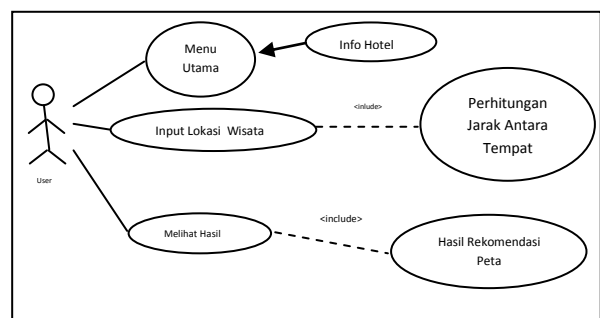 Menu
Utama
Info Hotel
Input Lokasi Wisata
<inlude>
Perhitungan
Jarak Antara
Tempat
User
Melihat Hasil
<include>
Hasil Rekomendasi
Peta